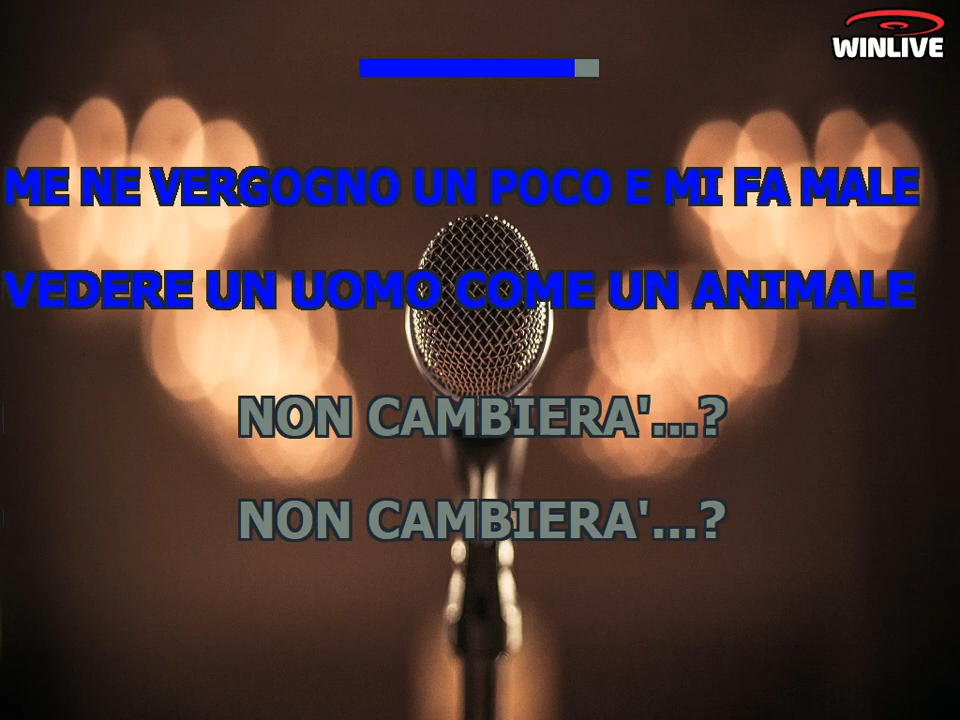 WINLIVE
ME NE VERGOGNO UN POCO E MI FA MALE
VEDERE UN UOMO COME UN ANIMALE
NON CAMBIERA'...?
NON CAMBIERA'...?